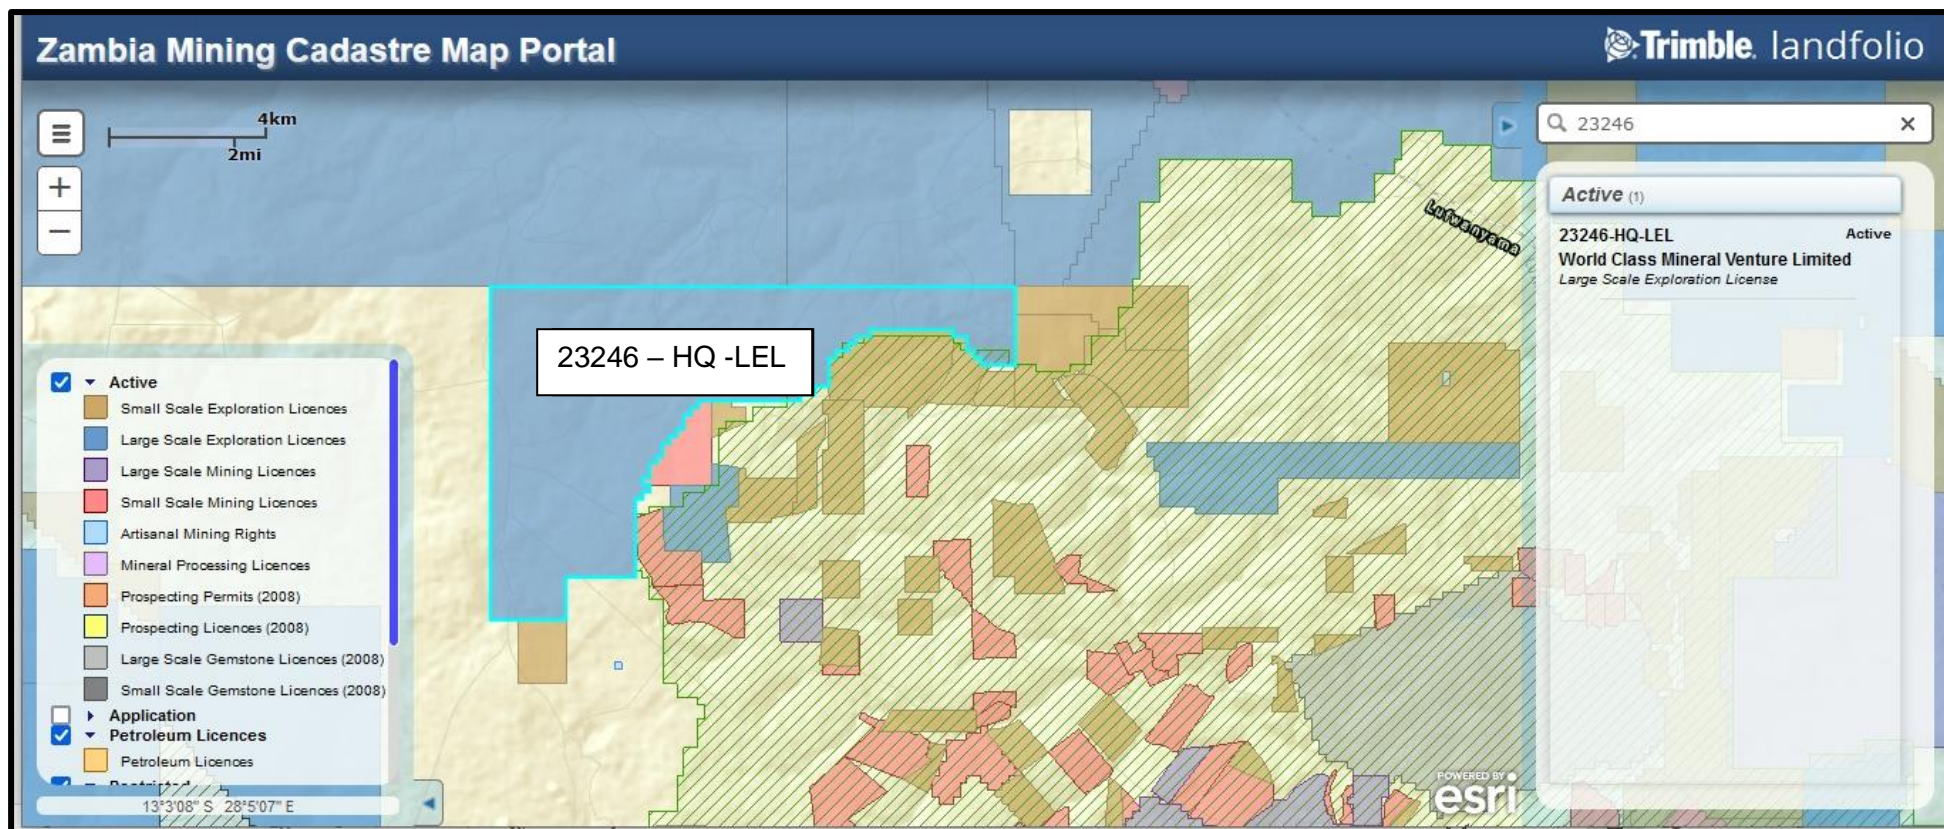 Zambia Mining Cadastre Map Portal
Trimble. landfolio
4km
2mi
23246
Lufwanyama
Active (1)
23246-HQ-LEL Active
World Class Mineral Venture Limited
Large Scale Exploration License
23246 – HQ -LEL
Active
Small Scale Exploration Licences
Large Scale Exploration Licences
Large Scale Mining Licences
Small Scale Mining Licences
Artisanal Mining Rights
Mineral Processing Licences
Prospecting Permits (2008)
Prospecting Licences (2008)
Large Scale Gemstone Licences (2008)
Small Scale Gemstone Licences (2008)
Application
Petroleum Licences
Petroleum Licences
Restricted
13°3'08" S 28°5'07" E
POWERED BY
esri